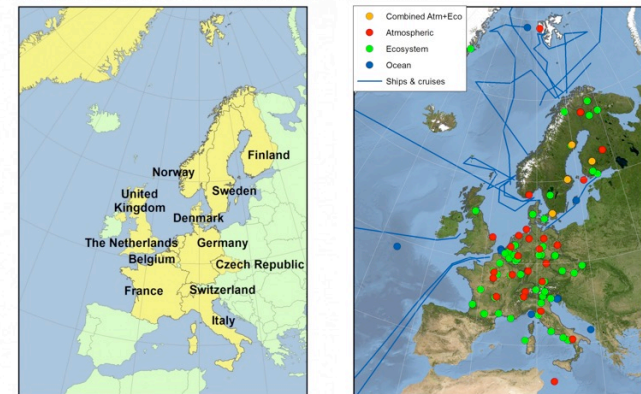 Norway
Finland
Sweden
United
Kingdom
Denmark
The Netherlands
Germany
Belgium
Czech Republic
France
Switzerland
Italy
Combined Atm+Eco
Atmospheric
Ecosystem
Ocean
Ships & cruises